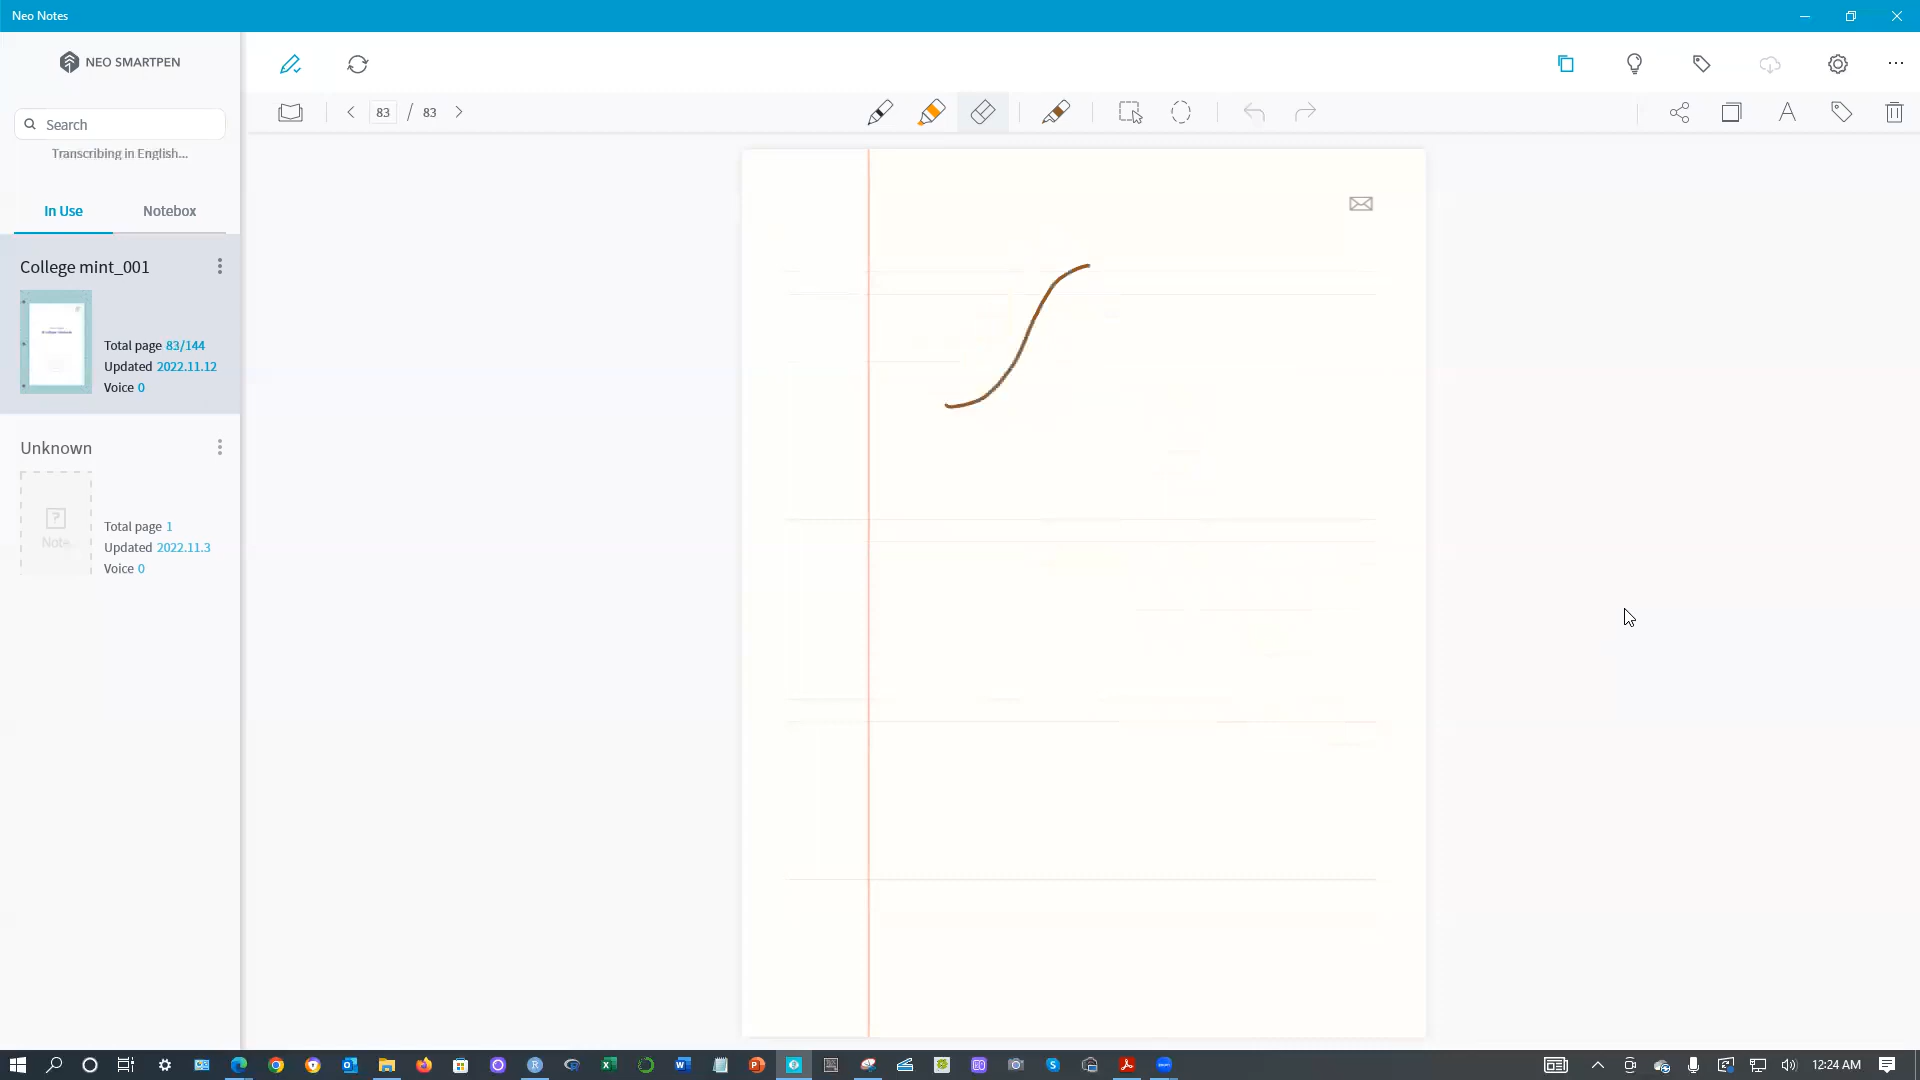 Neo Notes
NEO SMARTPEN
83 / 83
Search
Transcribing in English...
In Use
Notebox
College mint_001
Total page 83/144
Updated 2022.11.12
Voice 0
Unknown
?
Note
Total page 1
Updated 2022.11.3
Voice 0
12:24 AM